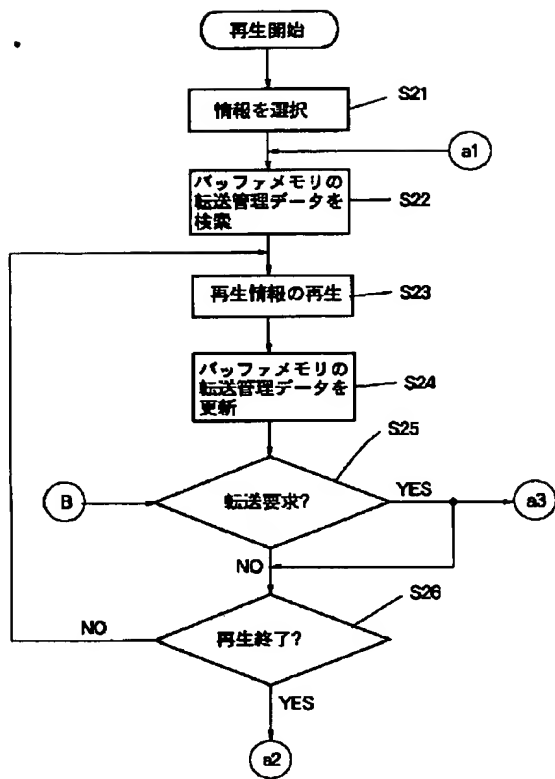 再生開始
S21
情報を選択
a1
バッファメモリの
転送管理データを
検索
S22
再生情報の再生
S23
バッファメモリの
転送管理データを
更新
S24
S25
B
転送要求?
YES
a3
NO
S26
NO
再生終了?
YES
a2